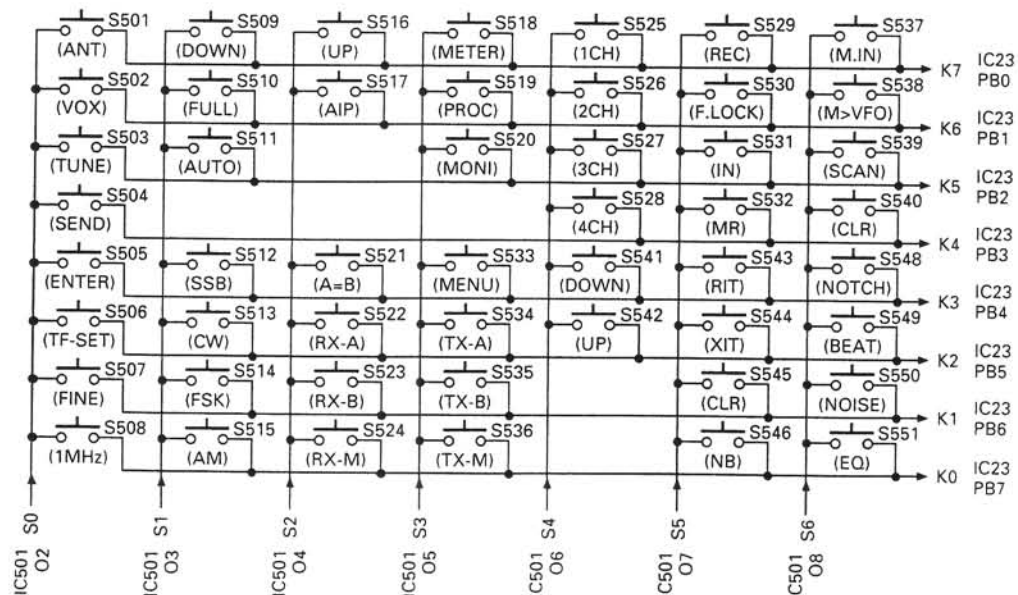 S501 S509 S516 S518 S525 S529 S537
(ANT) (DOWN) (UP) (METER) (1CH) (REC) (M.IN)
K7 IC23 PB0
S502 S510 S517 S519 S526 S530 S538
(VOX) (FULL) (AIP) (PROC) (2CH) (F.LOCK) (M>VFO)
K6 IC23 PB1
S503 S511 S520 S527 S531 S539
(TUNE) (AUTO) (MONI) (3CH) (IN) (SCAN)
K5 IC23 PB2
S504 S528 S532 S540
(SEND) (4CH) (MR) (CLR)
K4 IC23 PB3
S505 S512 S521 S533 S541 S543 S548
(ENTER) (SSB) (A=B) (MENU) (DOWN) (RIT) (NOTCH)
K3 IC23 PB4
S506 S513 S522 S534 S542 S544 S549
(TF-SET) (CW) (RX-A) (TX-A) (UP) (XIT) (BEAT)
K2 IC23 PB5
S507 S514 S523 S535 S545 S550
(FINE) (FSK) (RX-B) (TX-B) (CLR) (NOISE)
K1 IC23 PB6
S508 S515 S524 S536 S546 S551
(1MHz) (AM) (RX-M) (TX-M) (NB) (EQ)
K0 IC23 PB7
S0 S1 S2 S3 S4 S5 S6
IC501 IC501 IC501 IC501 C501 C501 C501
O2 O3 O4 O5 O6 O7 O8